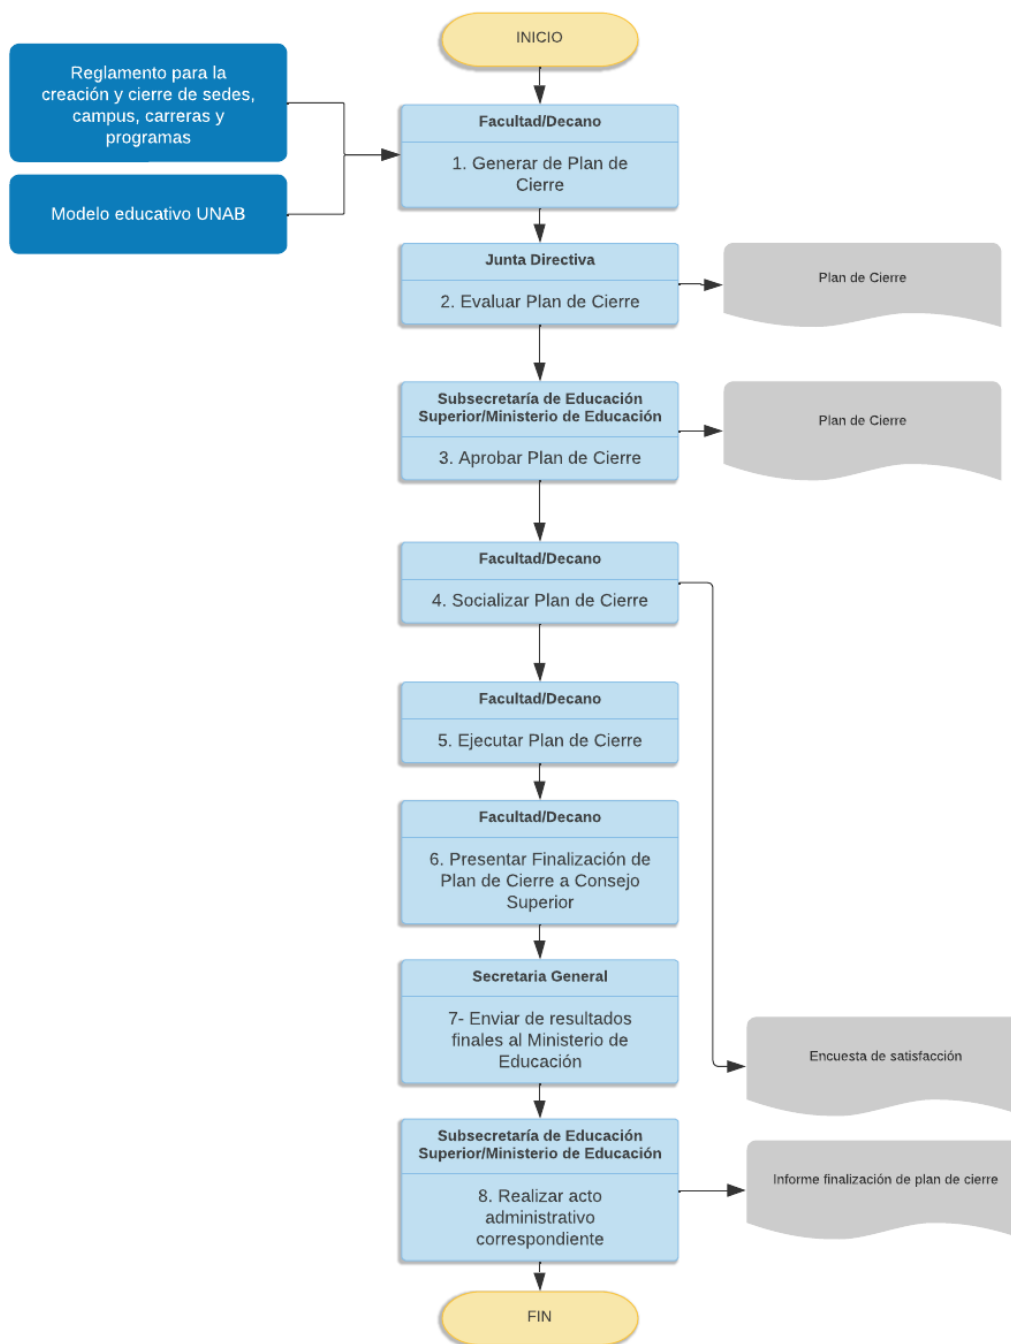 INICIO
Reglamento para la
creación y cierre de sedes,
campus, carreras y
programas
Modelo educativo UNAB
Facultad/Decano
1. Generar de Plan de
Cierre
Junta Directiva
2. Evaluar Plan de Cierre
Plan de Cierre
Subsecretaría de Educación
Superior/Ministerio de Educación
3. Aprobar Plan de Cierre
Plan de Cierre
Facultad/Decano
4. Socializar Plan de Cierre
Facultad/Decano
5. Ejecutar Plan de Cierre
Facultad/Decano
6. Presentar Finalización de
Plan de Cierre a Consejo
Superior
Secretaria General
7- Enviar de resultados
finales al Ministerio de
Educación
Encuesta de satisfacción
Subsecretaría de Educación
Superior/Ministerio de Educación
8. Realizar acto
administrativo
correspondiente
Informe finalización de plan de cierre
FIN